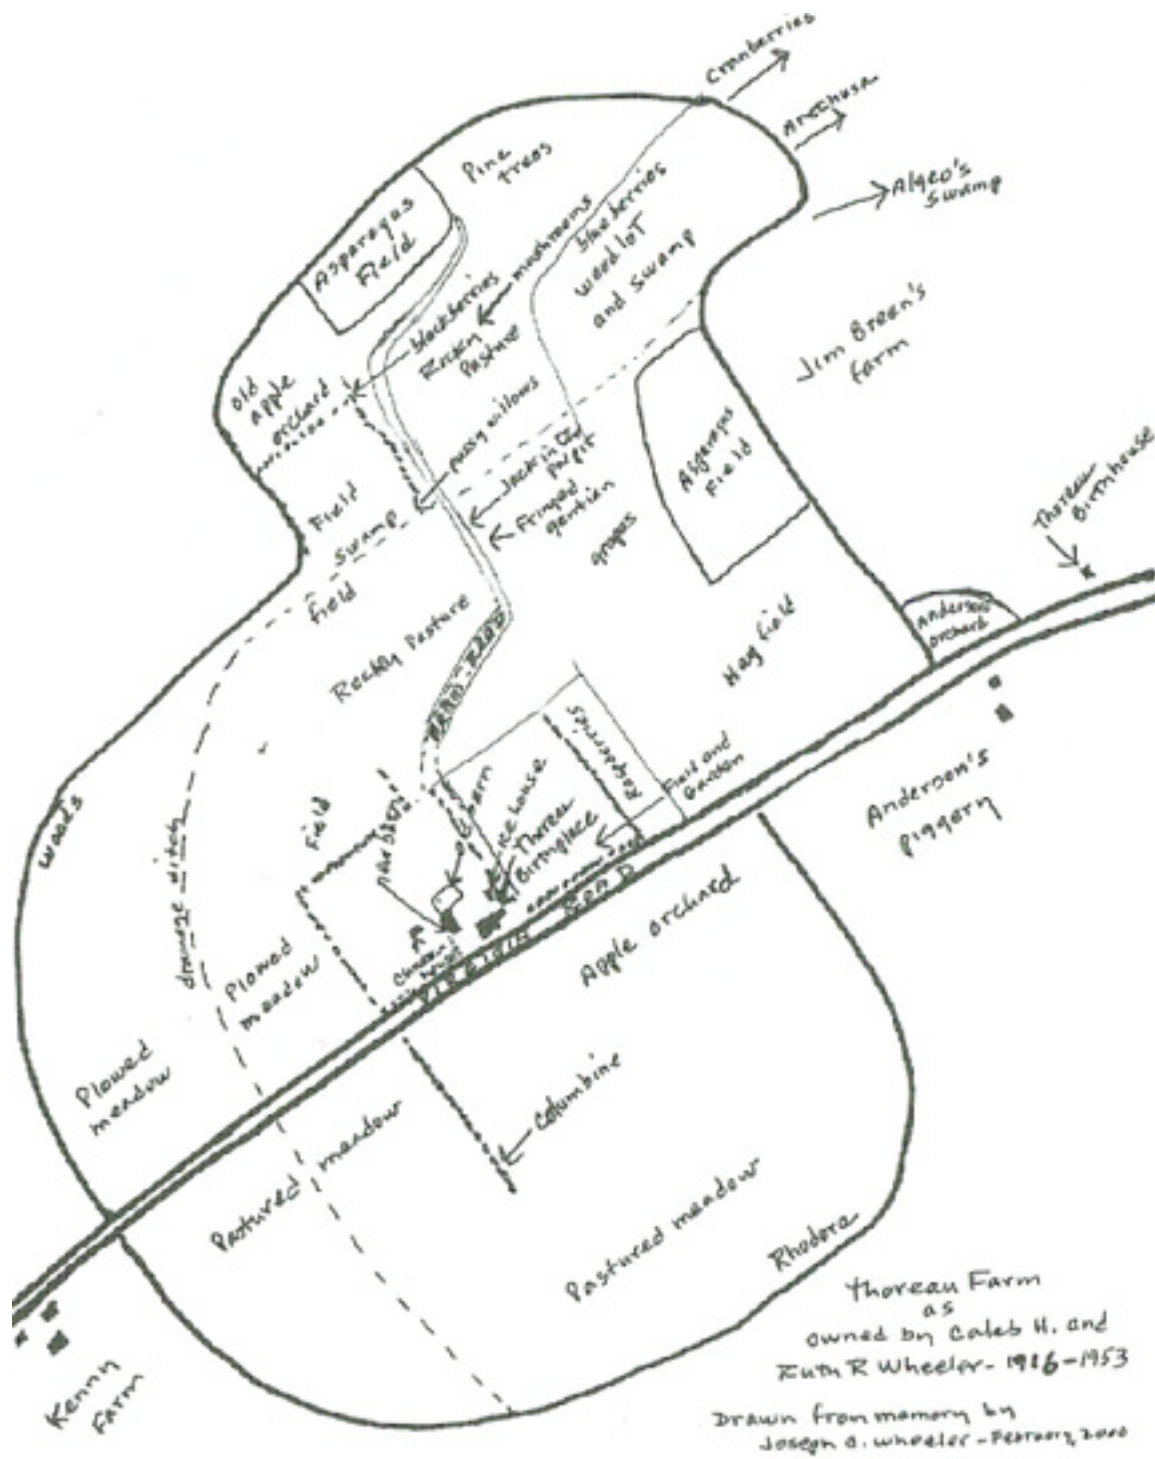 Cranberries
Arethusa
Algeo's
Swamp
Pine
trees
Asparagus
Field
mushrooms
blueberries
wood lot
and swamp
blackberries
Rocky
Pasture
Jim Breen's
farm
old
apple
orchard
pussy willows
Jack in the
Pulpit
Fringed
gentian
grapes
Asparagus
Field
Thoreau
Birthhouse
Field
swamp
Field
Rocky Pasture
Anderson
orchard
Hay field
Raspberries
Field and
Garden
Anderson's
piggery
Woods
drainage ditch
Field
Barn
Ice house
Thoreau
Birthplace
Chicken
house
VIRGINIA ROAD
Apple orchard
Plowed
meadow
Plowed
meadow
Columbine
Pastured meadow
Pastured meadow
Rhodora
Kenny
Farm
Thoreau Farm
as
owned by Caleb H. and
Ruth R Wheeler - 1916-1953
Drawn from memory by
Joseph C. Wheeler - February, 2000